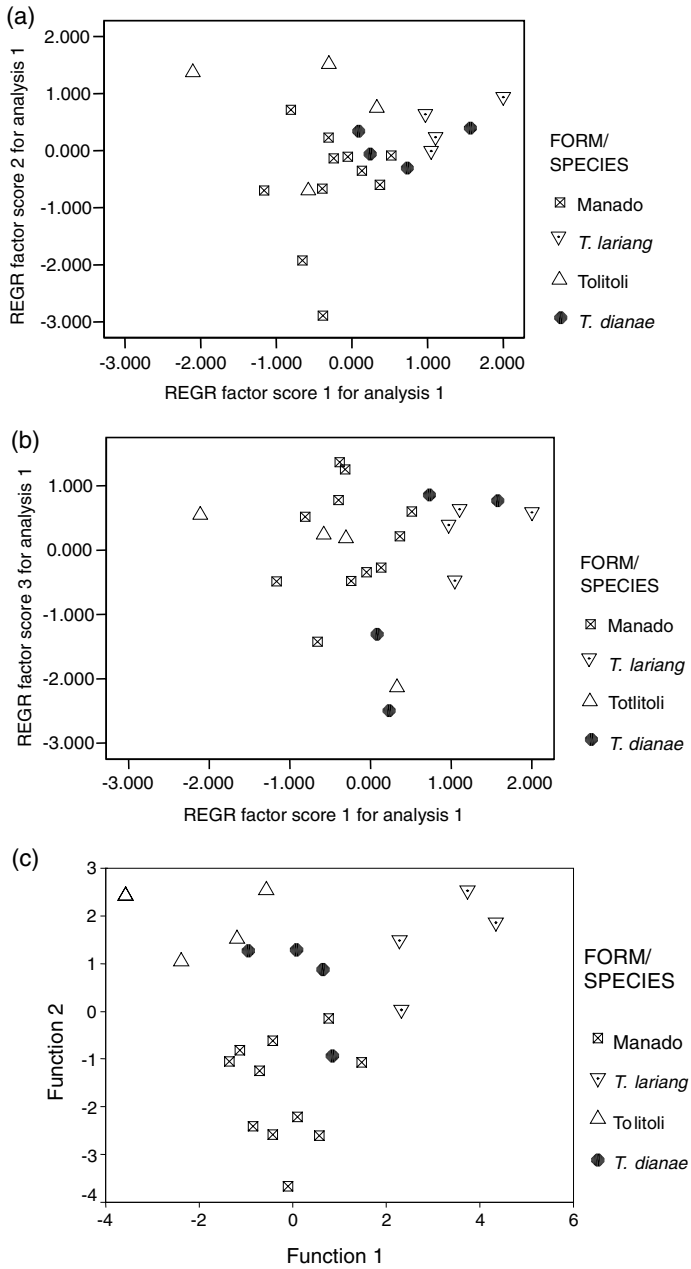 (a)
2.000
1.000
0.000
-1.000
-2.000
-3.000
REGR factor score 2 for analysis 1
-3.000 -2.000 -1.000 0.000 1.000 2.000
REGR factor score 1 for analysis 1
FORM/
SPECIES
Manado
T. lariang
Tolitoli
T. dianae
(b)
1.000
0.000
-1.000
-2.000
-3.000
REGR factor score 3 for analysis 1
-3.000 -2.000 -1.000 0.000 1.000 2.000
REGR factor score 1 for analysis 1
FORM/
SPECIES
Manado
T. lariang
Totlitoli
T. dianae
(c)
3
2
1
0
-1
-2
-3
-4
Function 2
-4 -2 0 2 4 6
Function 1
FORM/
SPECIES
Manado
T. lariang
Tolitoli
T. dianae